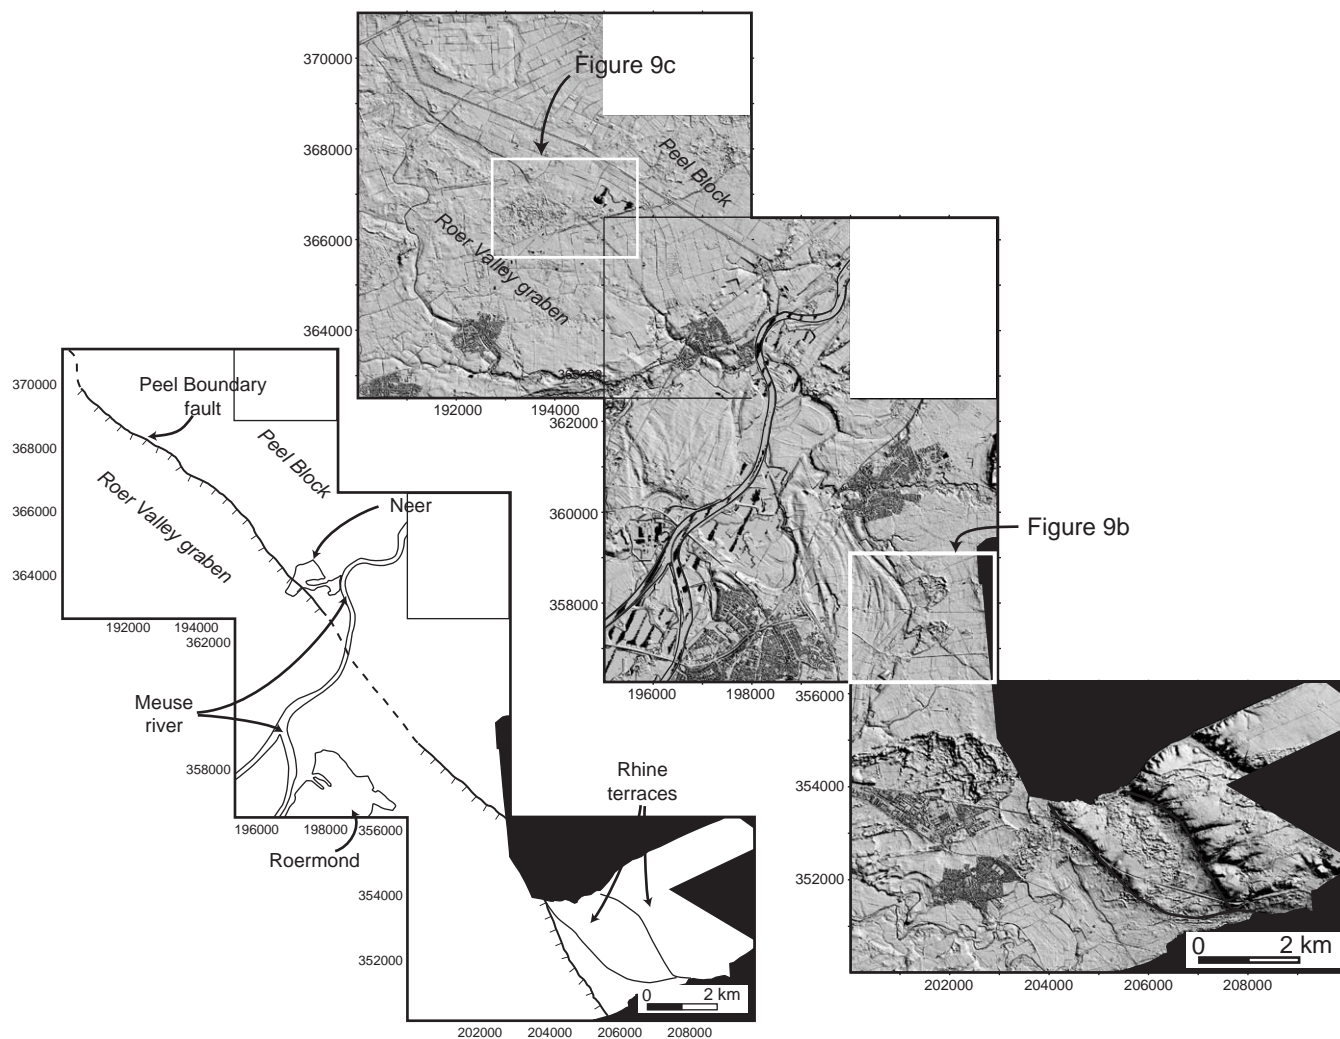 370000
Figure 9c
368000
Peel Block
366000
Roer Valley graben
364000
192000
194000
362000
360000
Figure 9b
358000
196000
198000
356000
354000
352000
0
2 km
202000
204000
206000
208000
370000
Peel Boundary
fault
368000
Peel Block
Roer Valley graben
Neer
366000
364000
192000
194000
362000
Meuse
river
358000
Rhine
terraces
196000
198000
356000
Roermond
354000
352000
0
2 km
202000
204000
206000
208000